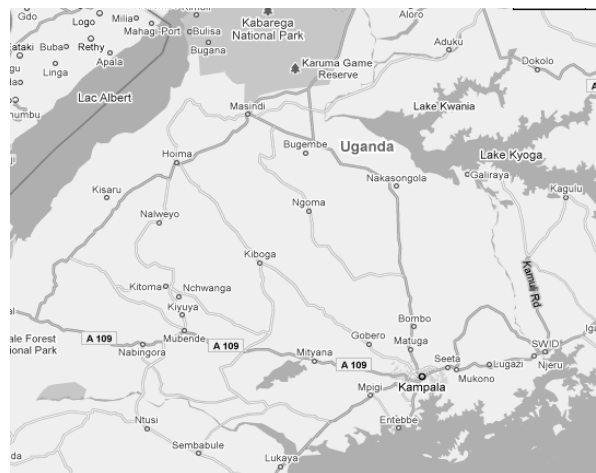 Gdo
Logo
Milia
Mahagi-Port
Bulisa
Bugana
Kabarega
National Park
Aloro
Aduku
Dokolo
Buba
Rethy
Apala
Linga
Karuma Game
Reserve
Lac Albert
Masindi
Lake Kwania
Uganda
Bugembe
Hoima
Lake Kyoga
Galiraya
Nakasongola
Kagulu
Kisaru
Ngoma
Nalweyo
Kiboga
Kamuli Rd
Kitoma
Nchwanga
Kiyuya
Mubende
Bombo
Gobero
Matuga
A 109
Nabingora
A 109
Mityana
A 109
Seeta
Lugazi
SWIDI
Njeru
Mukono
Kampala
Mpigi
Entebbe
Ntusi
Sembabule
Lukaya